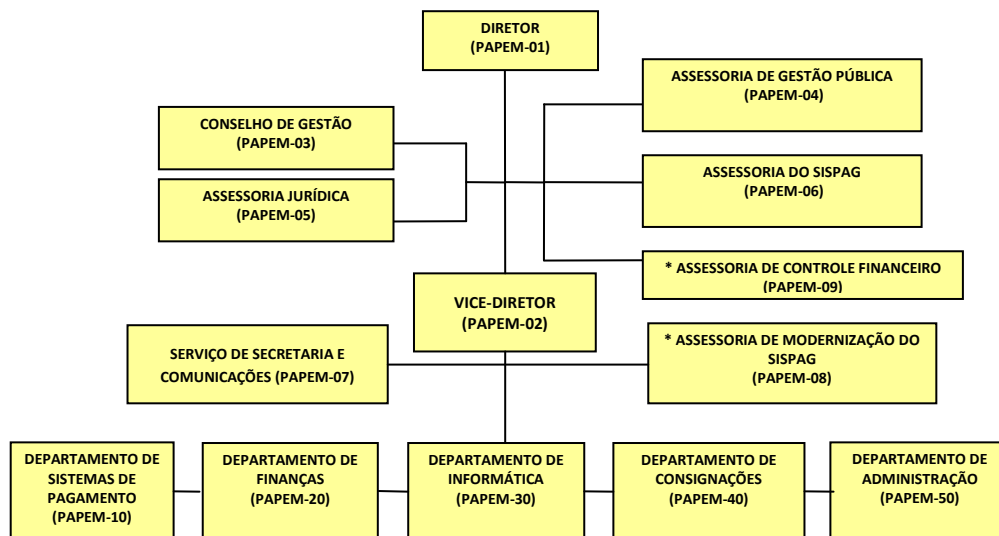 DIRETOR
(PAPEM-01)
ASSESSORIA DE GESTÃO PÚBLICA
(PAPEM-04)
CONSELHO DE GESTÃO
(PAPEM-03)
ASSESSORIA DO SISPAG
(PAPEM-06)
ASSESSORIA JURÍDICA
(PAPEM-05)
* ASSESSORIA DE CONTROLE FINANCEIRO
(PAPEM-09)
VICE-DIRETOR
(PAPEM-02)
SERVIÇO DE SECRETARIA E
COMUNICAÇÕES (PAPEM-07)
* ASSESSORIA DE MODERNIZAÇÃO DO
SISPAG
(PAPEM-08)
DEPARTAMENTO DE
SISTEMAS DE
PAGAMENTO
(PAPEM-10)
DEPARTAMENTO DE
FINANÇAS
(PAPEM-20)
DEPARTAMENTO DE
INFORMÁTICA
(PAPEM-30)
DEPARTAMENTO DE
CONSIGNAÇÕES
(PAPEM-40)
DEPARTAMENTO DE
ADMINISTRAÇÃO
(PAPEM-50)